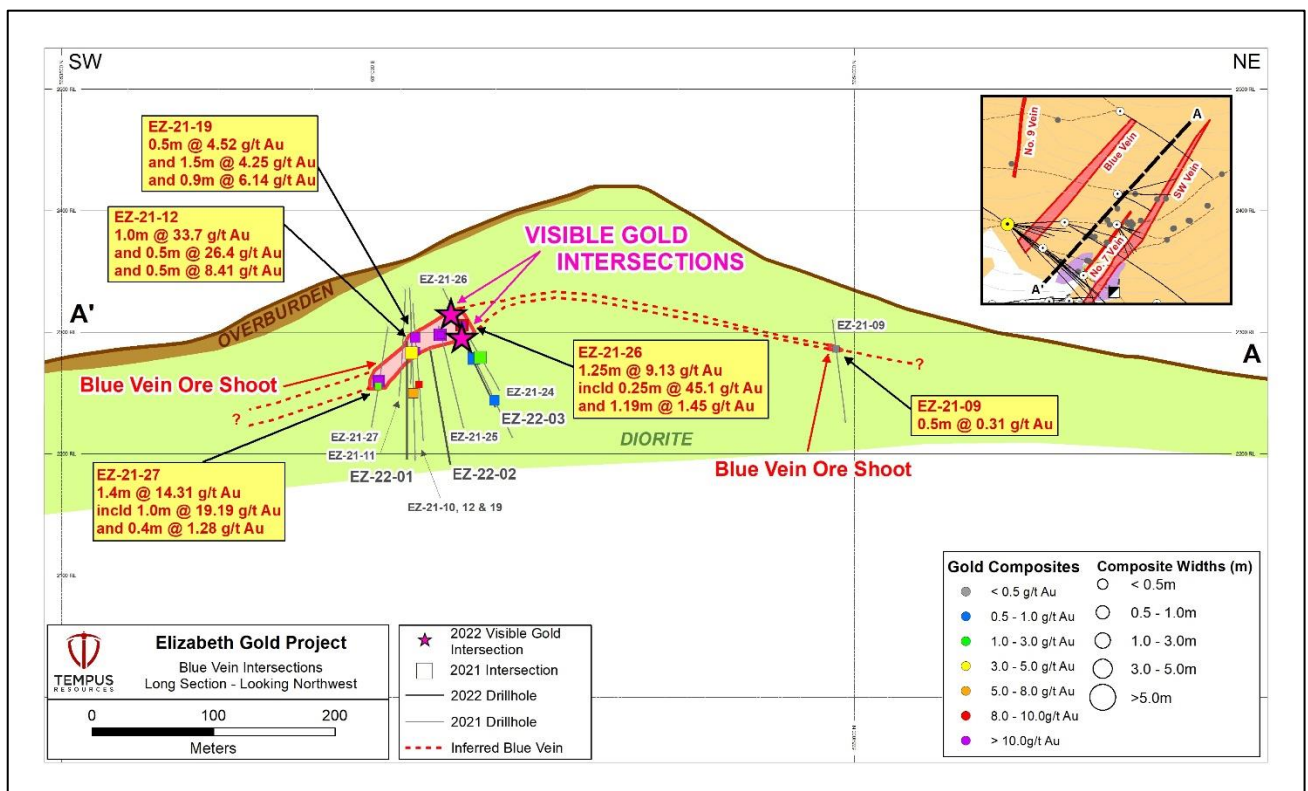 SW
NE
EZ-21-19
0.5m @ 4.52 g/t Au
and 1.5m @ 4.25 g/t Au
and 0.9m @ 6.14 g/t Au
EZ-21-12
1.0m @ 33.7 g/t Au
and 0.5m @ 26.4 g/t Au
and 0.5m @ 8.41 g/t Au
VISIBLE GOLD
INTERSECTIONS
No. 9 Vein
Blue Vein
A
SW Vein
No. 7 Vein
A'
2400 RL
2400 RL
OVERBURDEN
EZ-21-26
A'
A
EZ-21-09
Blue Vein Ore Shoot
?
?
EZ-21-26
1.25m @ 9.13 g/t Au
incld 0.25m @ 45.1 g/t Au
and 1.19m @ 1.45 g/t Au
EZ-21-24
EZ-22-03
EZ-21-09
0.5m @ 0.31 g/t Au
EZ-21-27
EZ-21-25
EZ-21-11
EZ-22-01
EZ-22-02
DIORITE
Blue Vein Ore Shoot
EZ-21-27
1.4m @ 14.31 g/t Au
incld 1.0m @ 19.19 g/t Au
and 0.4m @ 1.28 g/t Au
EZ-21-10, 12 & 19
2200 RL
TEMPUS
RESOURCES
Elizabeth Gold Project
Blue Vein Intersections
Long Section - Looking Northwest
0
100
200
Meters
2022 Visible Gold
Intersection
2021 Intersection
2022 Drillhole
2021 Drillhole
Inferred Blue Vein
Gold Composites
< 0.5 g/t Au
0.5 - 1.0 g/t Au
1.0 - 3.0 g/t Au
3.0 - 5.0 g/t Au
5.0 - 8.0 g/t Au
8.0 - 10.0g/t Au
> 10.0g/t Au
Composite Widths (m)
< 0.5m
0.5 - 1.0m
1.0 - 3.0m
3.0 - 5.0m
>5.0m